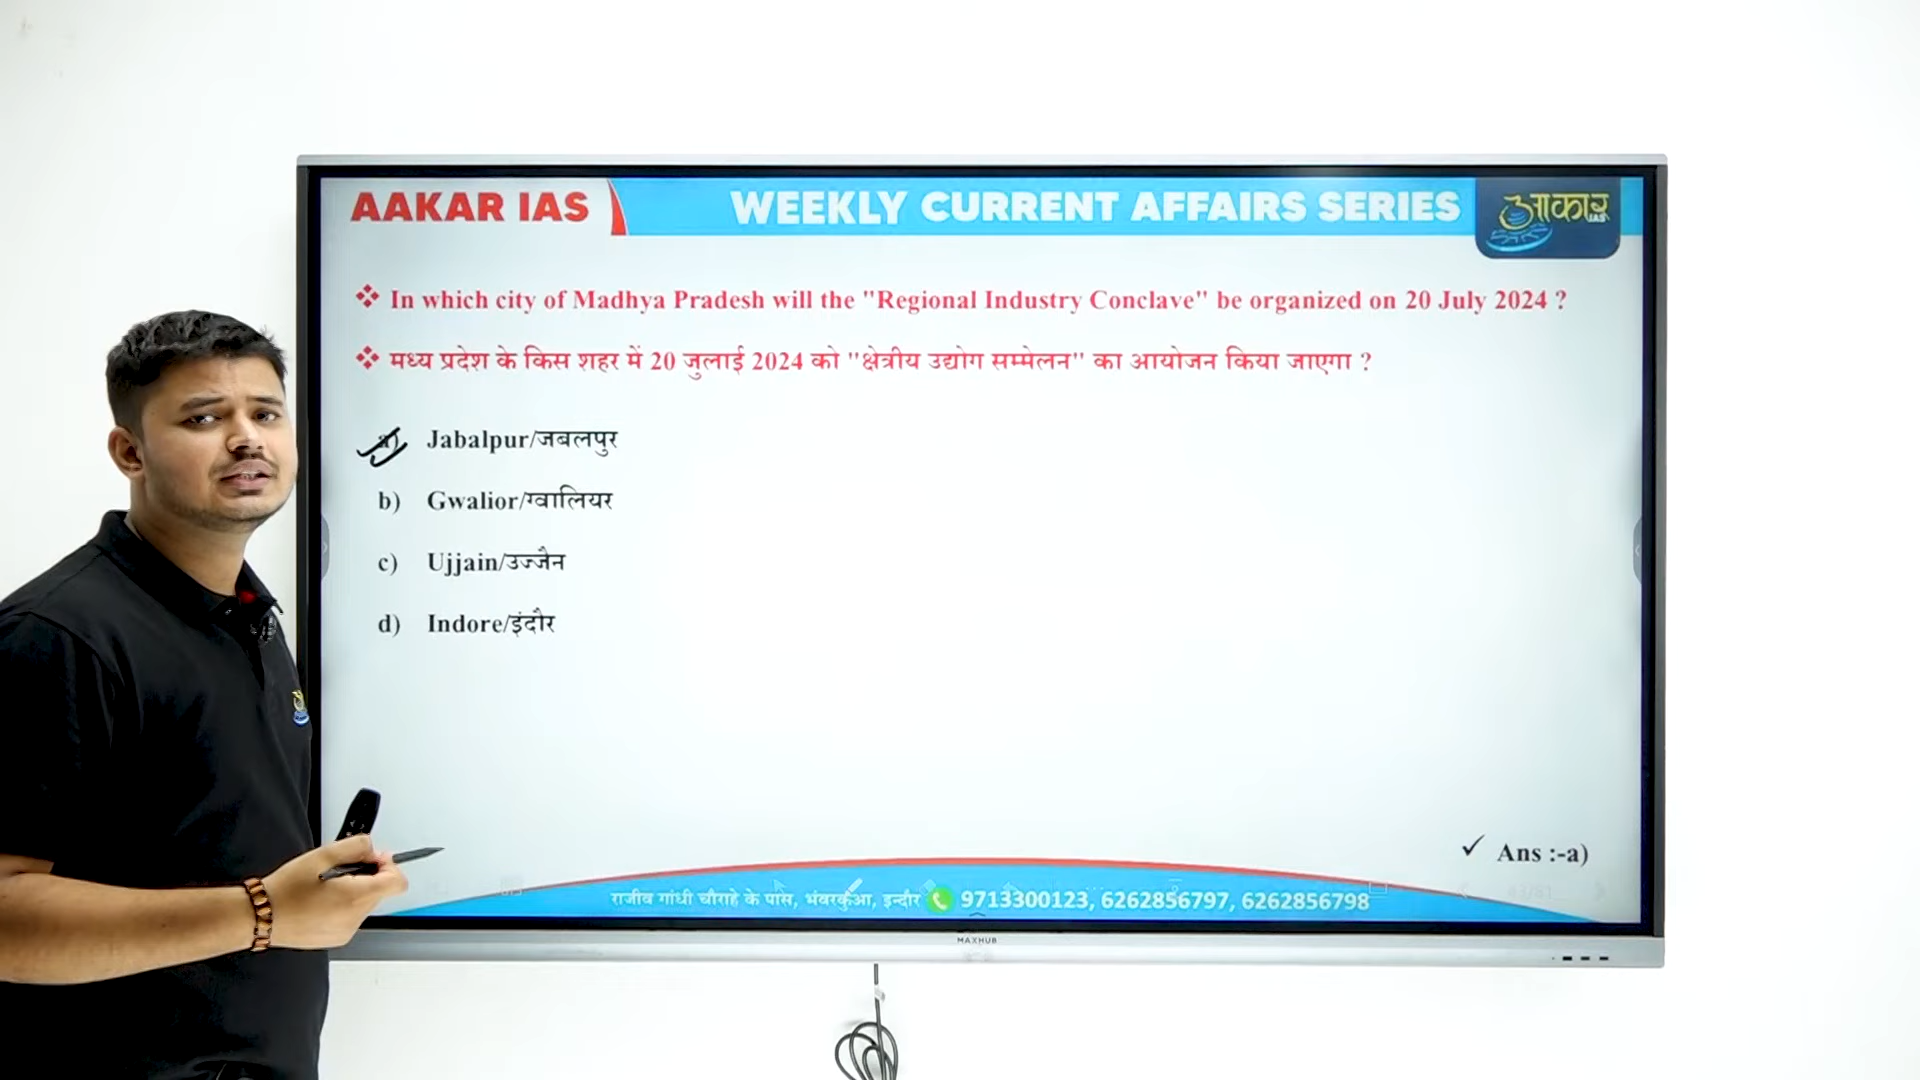 AAKAR IAS
WEEKLY CURRENT AFFAIRS SERIES
आकार
IAS
❖ In which city of Madhya Pradesh will the "Regional Industry Conclave" be organized on 20 July 2024 ?
❖ मध्य प्रदेश के किस शहर में 20 जुलाई 2024 को "क्षेत्रीय उद्योग सम्मेलन" का आयोजन किया जाएगा ?
a) Jabalpur/जबलपुर
b) Gwalior/ग्वालियर
c) Ujjain/उज्जैन
d) Indore/इंदौर
✓ Ans :-a)
राजीव गांधी चौराहे के पास, भंवरकुँआ, इन्दौर 9713300123, 6262856797, 6262856798
MAXHUB